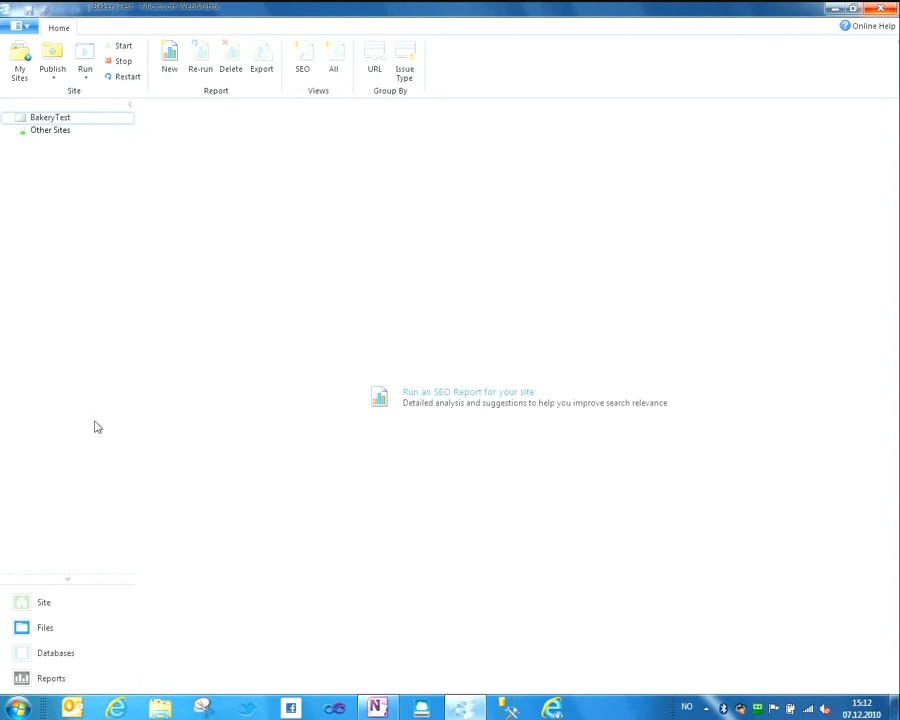 BakeryTest - Microsoft WebMatrix
Home
Online Help
My Sites
Publish
Run
Start
Stop
Restart
Site
New
Re-run
Delete
Export
Report
SEO
All
Views
URL
Issue Type
Group By
BakeryTest
Other Sites
Run an SEO Report for your site
Detailed analysis and suggestions to help you improve search relevance
Site
Files
Databases
Reports
NO
15:12
07.12.2010